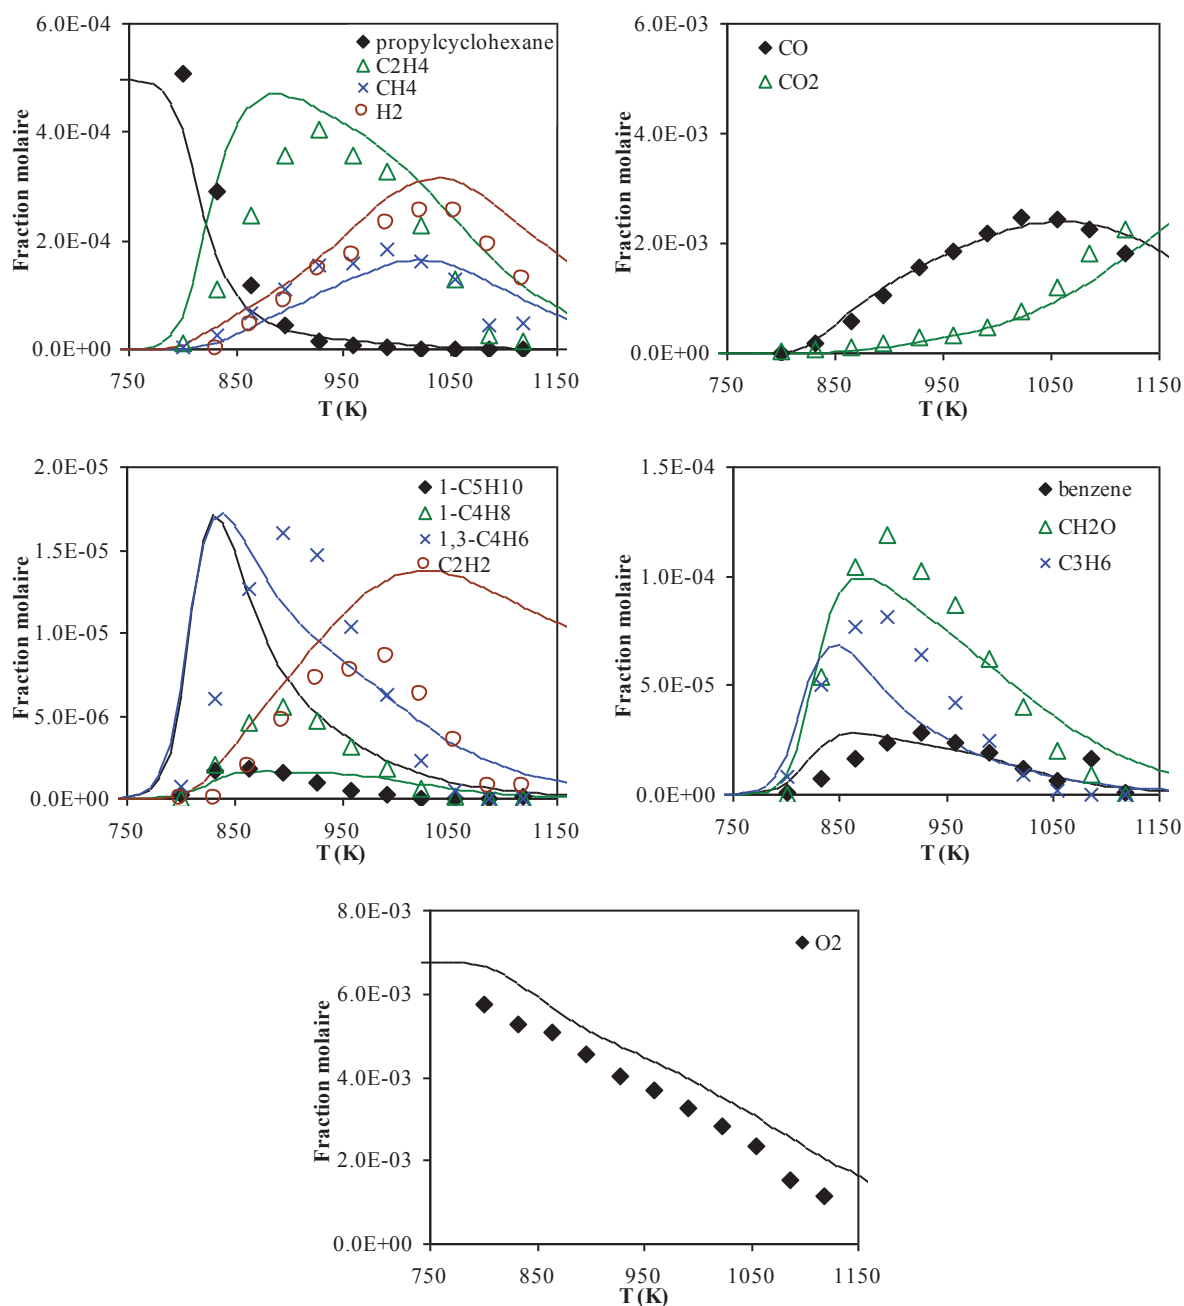 6.0E-04
4.0E-04
2.0E-04
0.0E+00
Fraction molaire
propylcyclohexane
C2H4
CH4
H2
750 850 950 1050 1150
T (K)
6.0E-03
4.0E-03
2.0E-03
0.0E+00
Fraction molaire
CO
CO2
750 850 950 1050 1150
T (K)
2.0E-05
1.5E-05
1.0E-05
5.0E-06
0.0E+00
Fraction molaire
1-C5H10
1-C4H8
1,3-C4H6
C2H2
750 850 950 1050 1150
T (K)
1.5E-04
1.0E-04
5.0E-05
0.0E+00
Fraction molaire
benzene
CH2O
C3H6
750 850 950 1050 1150
T (K)
8.0E-03
6.0E-03
4.0E-03
2.0E-03
0.0E+00
Fraction molaire
O2
750 850 950 1050 1150
T (K)